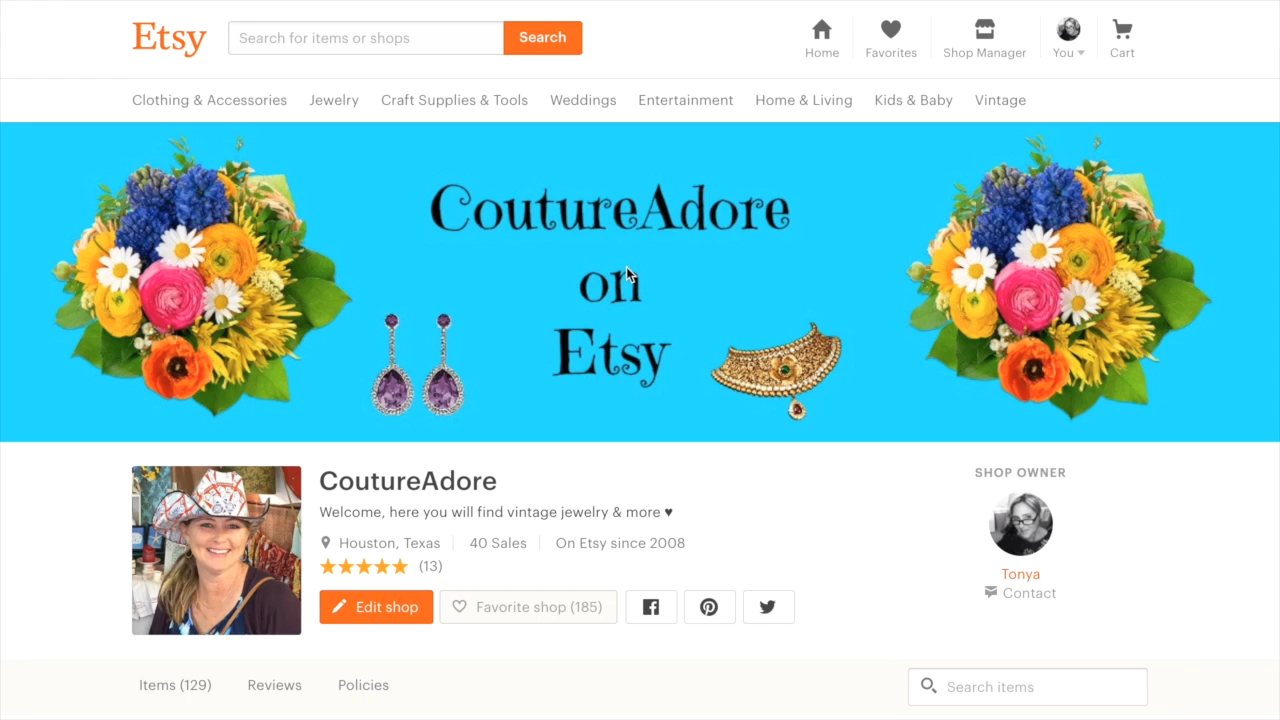 Etsy
Search for items or shops
Search
Home
Favorites
Shop Manager
You
Cart
Clothing & Accessories
Jewelry
Craft Supplies & Tools
Weddings
Entertainment
Home & Living
Kids & Baby
Vintage
CoutureAdore
on
Etsy
CoutureAdore
Welcome, here you will find vintage jewelry & more ♥
Houston, Texas
40 Sales
On Etsy since 2008
(13)
Edit shop
Favorite shop (185)
SHOP OWNER
Tonya
Contact
Items (129)
Reviews
Policies
Search items